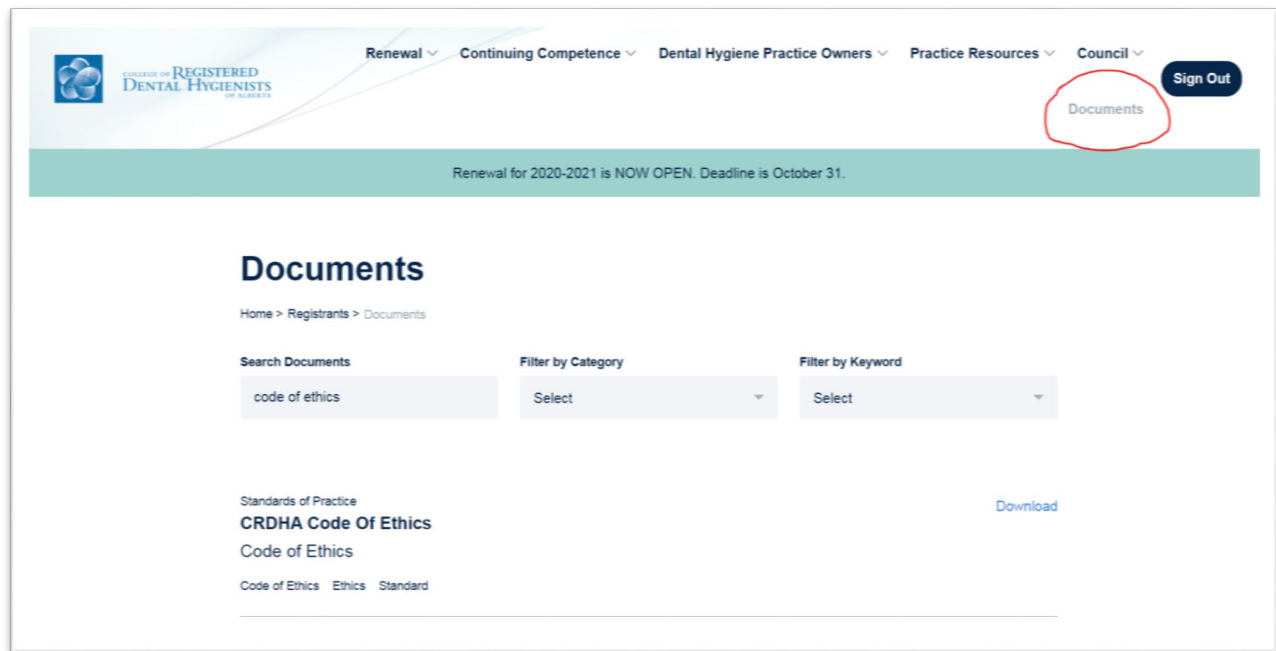 COLLEGE OF REGISTERED
DENTAL HYGIENISTS
OF ALBERTA
Renewal Continuing Competence Dental Hygiene Practice Owners Practice Resources Council
Sign Out
Documents
Renewal for 2020-2021 is NOW OPEN. Deadline is October 31.
Documents
Home > Registrants > Documents
Search Documents Filter by Category Filter by Keyword
code of ethics Select Select
Standards of Practice
Download
CRDHA Code Of Ethics
Code of Ethics
Code of Ethics Ethics Standard